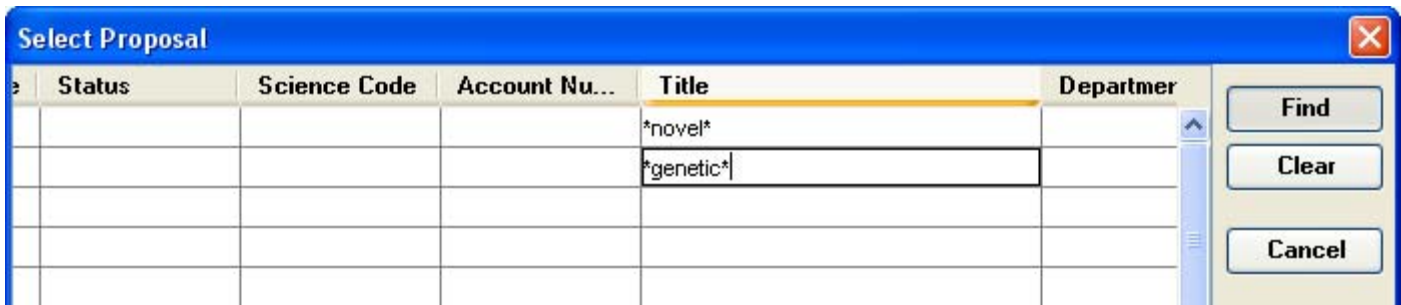 Select Proposal
e Status Science Code Account Nu... Title Departmer Find
*novel*
*genetic* Clear
Cancel